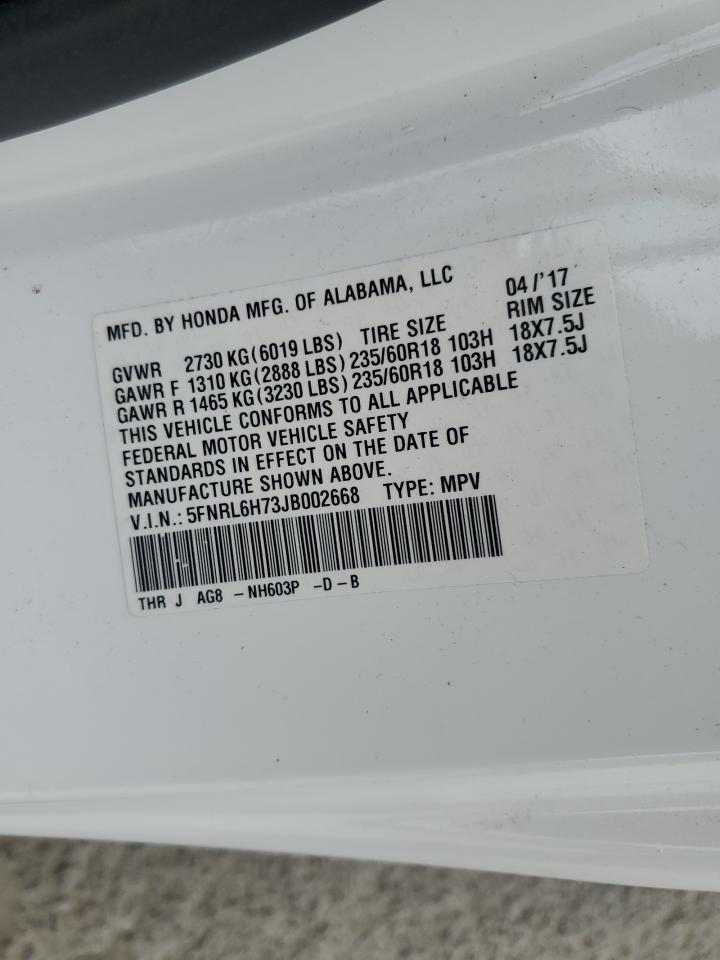 MFD. BY HONDA MFG. OF ALABAMA, LLC 04/'17
GVWR 2730 KG(6019 LBS) TIRE SIZE RIM SIZE
GAWR F 1310 KG(2888 LBS) 235/60R18 103H 18X7.5J
GAWR R 1465 KG(3230 LBS) 235/60R18 103H 18X7.5J
THIS VEHICLE CONFORMS TO ALL APPLICABLE
FEDERAL MOTOR VEHICLE SAFETY
STANDARDS IN EFFECT ON THE DATE OF
MANUFACTURE SHOWN ABOVE.
V.I.N.: 5FNRL6H73JB002668 TYPE: MPV
THR J AG8 -NH603P -D-B